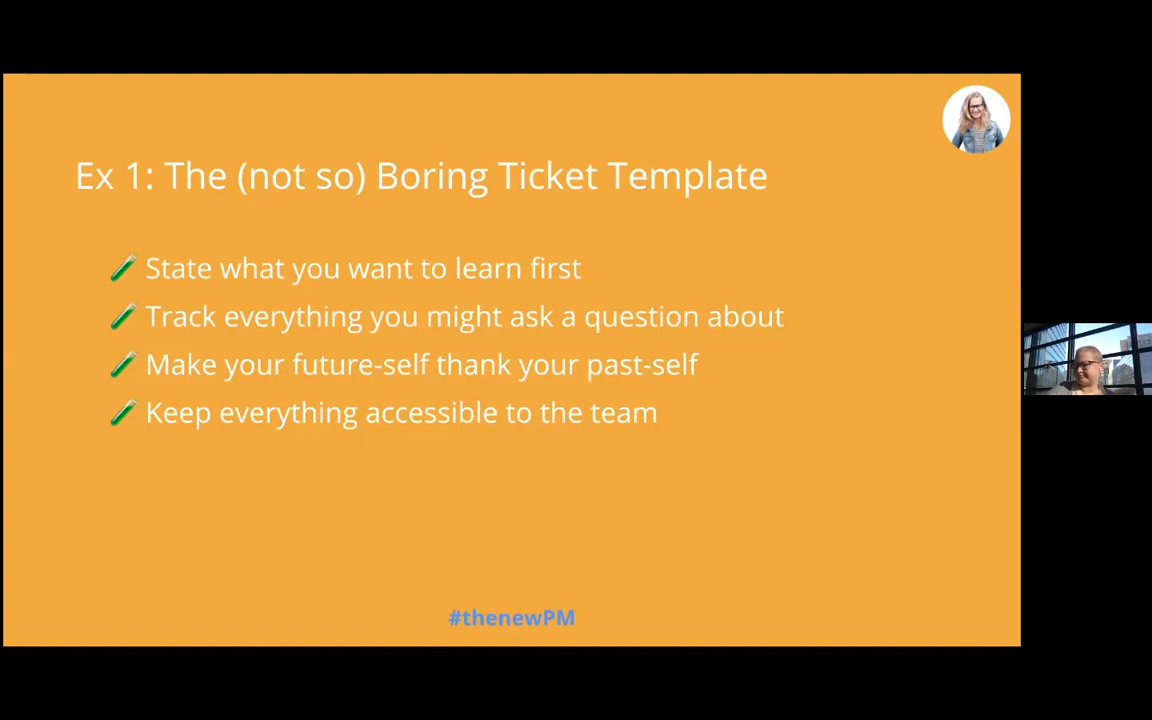 Ex 1: The (not so) Boring Ticket Template
State what you want to learn first
Track everything you might ask a question about
Make your future-self thank your past-self
Keep everything accessible to the team
#thenewPM